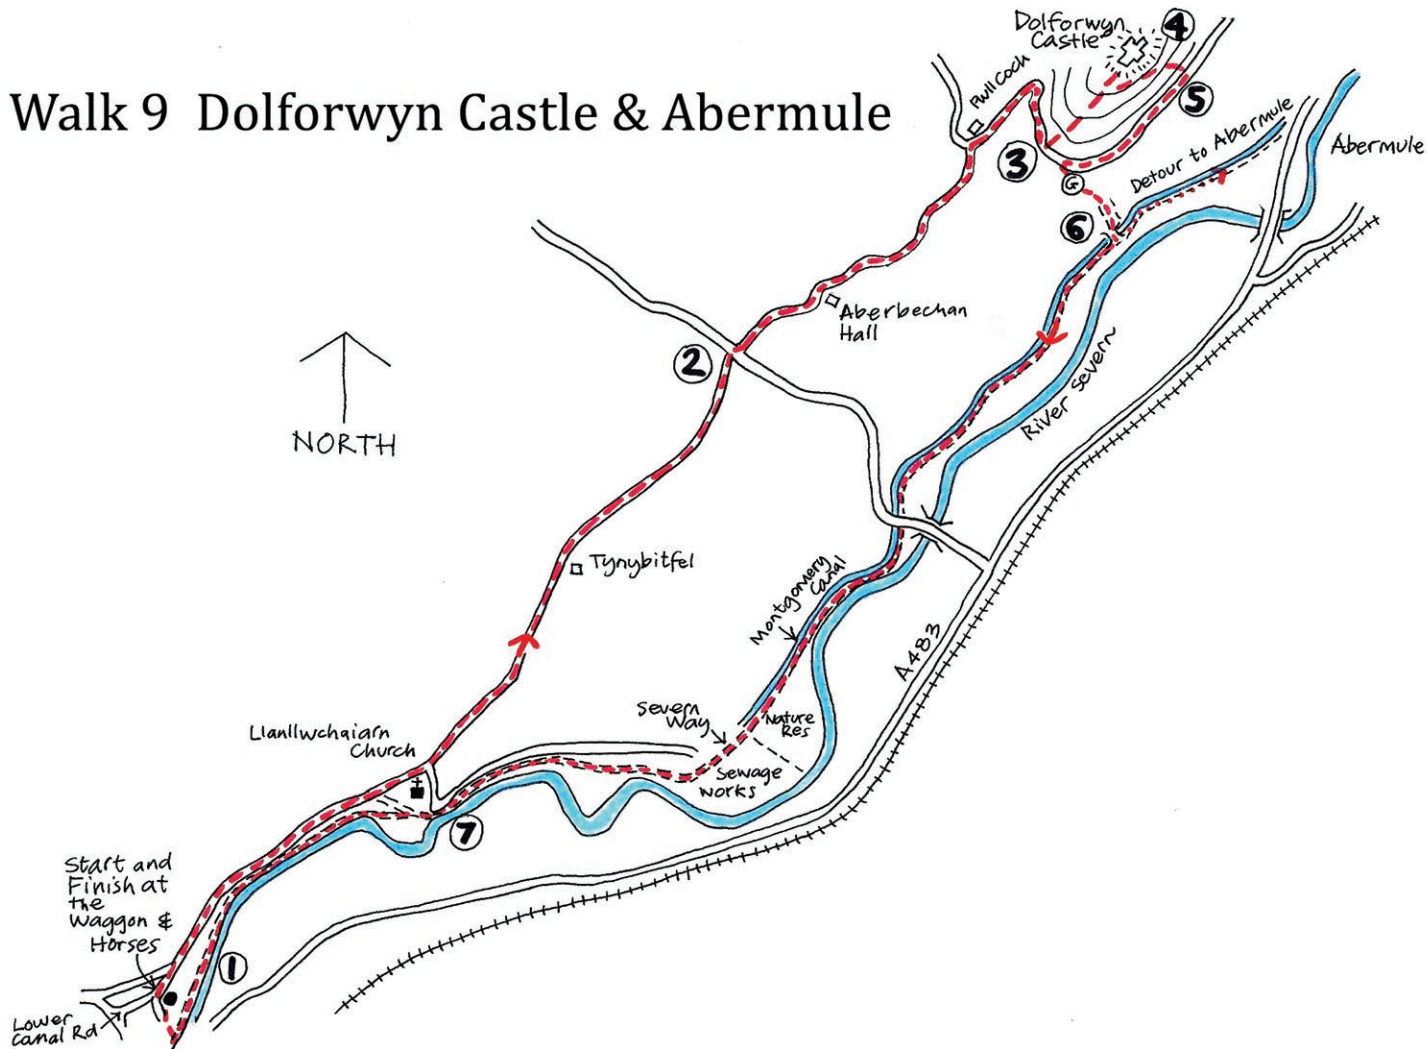 Walk 9 Dolforwyn Castle & Abermule
Dolforwyn
Castle
4
Pwllcoch
5
3
Detour to Abermule
Abermule
G
6
Aberbechan
Hall
2
River Severn
NORTH
Tynybitfel
Montgomery
Canal
A483
Severn
Way
Nature
Res
Llanllwchaiarn
Church
Sewage
works
7
Start and
Finish at
the
Waggon &
Horses
1
Lower
Canal Rd